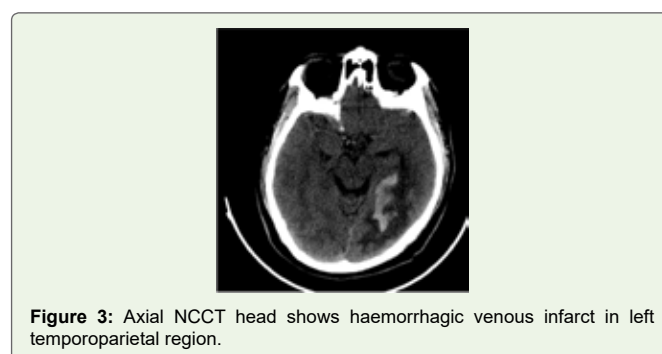 Figure 3: Axial NCCT head shows haemorrhagic venous infarct in left
temporoparietal region.